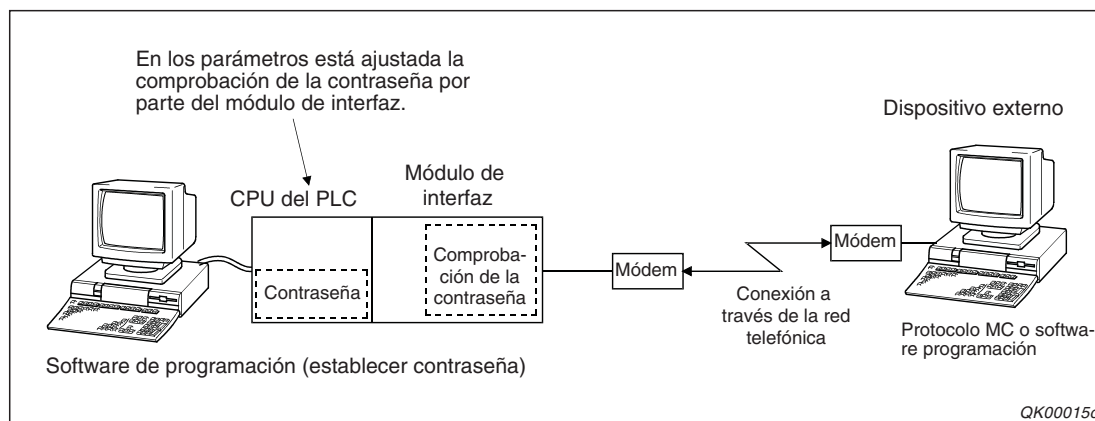 En los parámetros está ajustada la
comprobación de la contraseña por
parte del módulo de interfaz.
Dispositivo externo
Módulo de
interfaz
CPU del PLC
Contraseña
Comproba-
ción de la
contraseña
Módem
Módem
Conexión a
través de la red
telefónica
Protocolo MC o softwa-
re programación
Software de programación (establecer contraseña)
QK00015c